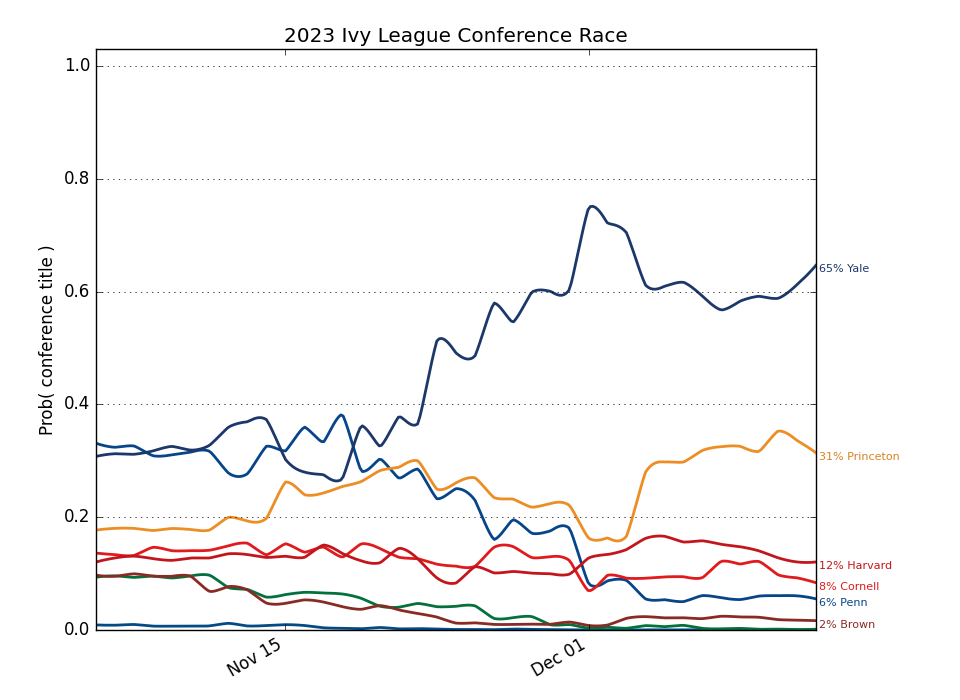 2023 Ivy League Conference Race
Prob( conference title )
1.0
0.8
0.6
0.4
0.2
0.0
Nov 15
Dec 01
65% Yale
31% Princeton
12% Harvard
8% Cornell
6% Penn
2% Brown